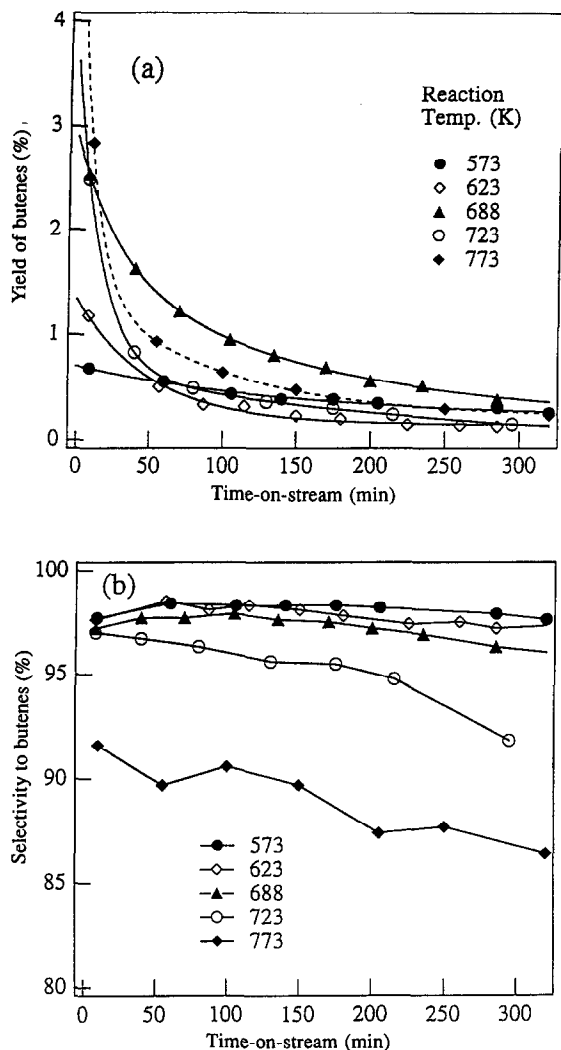 (a)
Yield of butenes (%)
4
3
2
1
0
Reaction
Temp. (K)
573
623
688
723
773
0 50 100 150 200 250 300
Time-on-stream (min)
(b)
Selectivity to butenes (%)
100
95
90
85
80
573
623
688
723
773
0 50 100 150 200 250 300
Time-on-stream (min)